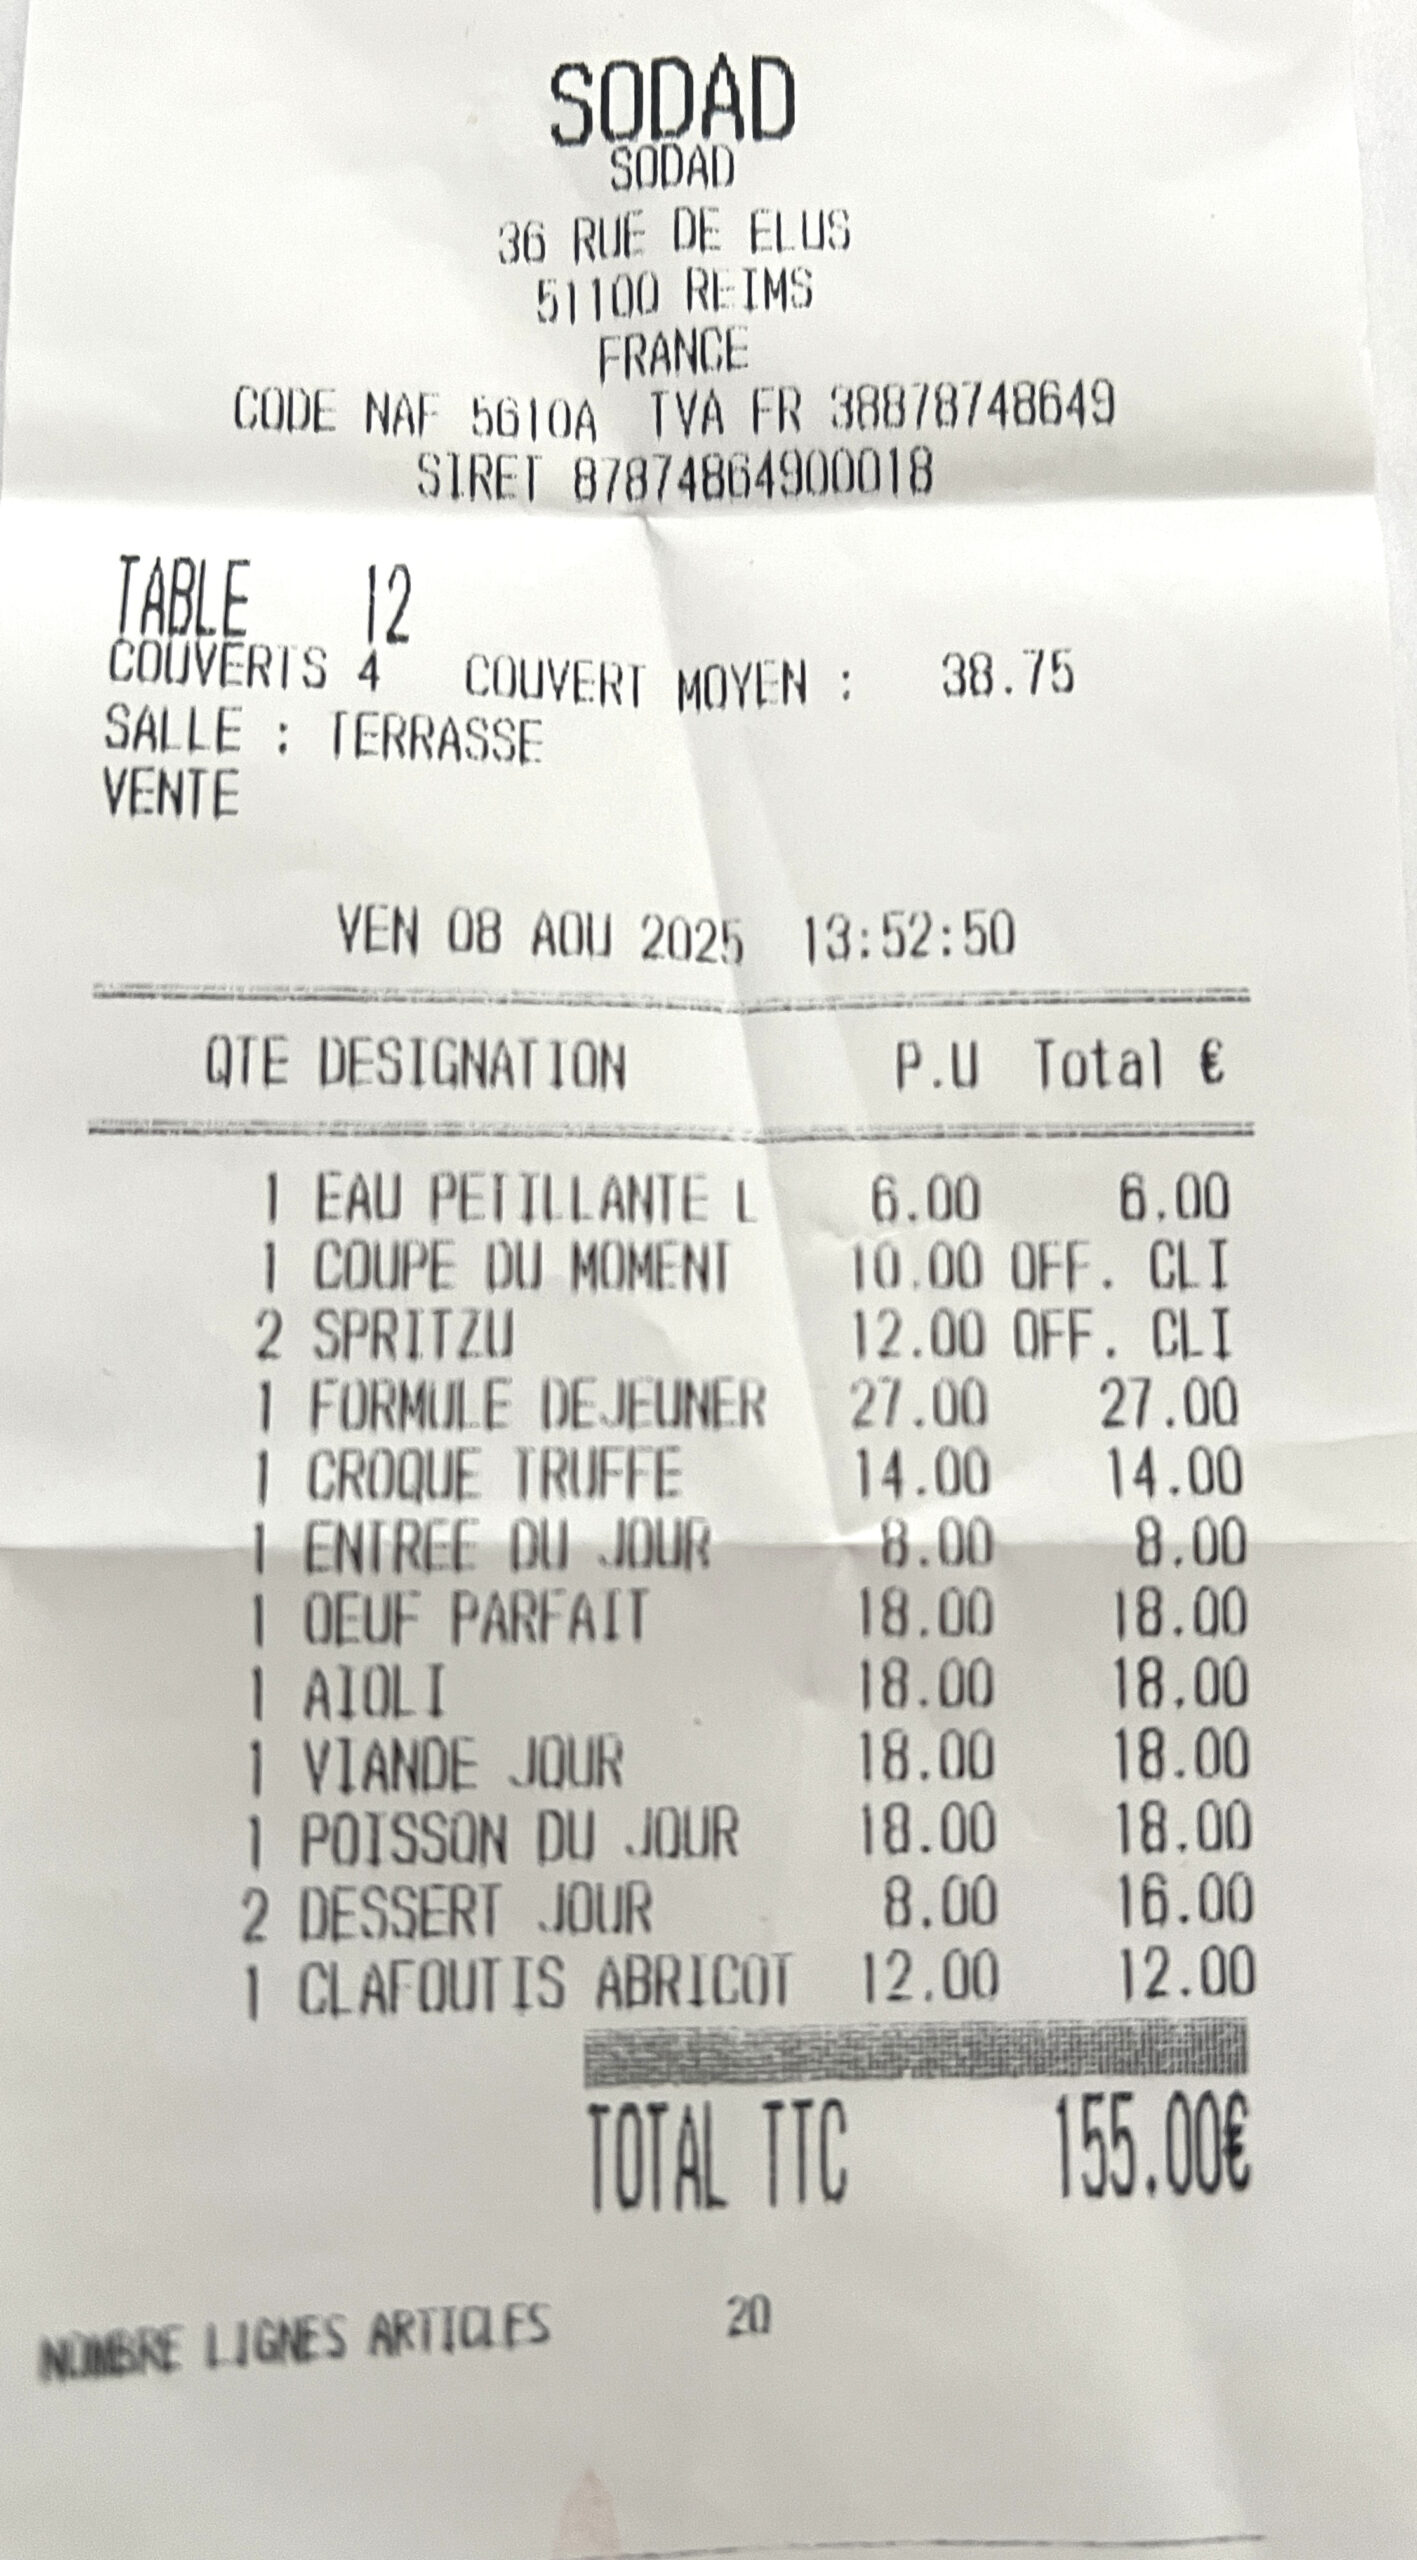 SODAD
SODAD
36 RUE DE ELUS
51100 REIMS
FRANCE
CODE NAF 5610A TVA FR 38878748649
SIRET 87874864900018
TABLE 12
COUVERTS 4 COUVERT MOYEN : 38.75
SALLE : TERRASSE
VENTE
VEN 08 AOU 2025 13:52:50
QTE DESIGNATION P.U Total €
1 EAU PETILLANTE L 6.00 6.00
1 COUPE DU MOMENT 10.00 OFF. CLI
2 SPRITZU 12.00 OFF. CLI
1 FORMULE DEJEUNER 27.00 27.00
1 CROQUE TRUFFE 14.00 14.00
1 ENTREE DU JOUR 8.00 8.00
1 OEUF PARFAIT 18.00 18.00
1 AIOLI 18.00 18.00
1 VIANDE JOUR 18.00 18.00
1 POISSON DU JOUR 18.00 18.00
2 DESSERT JOUR 8.00 16.00
1 CLAFOUTIS ABRICOT 12.00 12.00
TOTAL TTC 155.00€
NOMBRE LIGNES ARTICLES 20